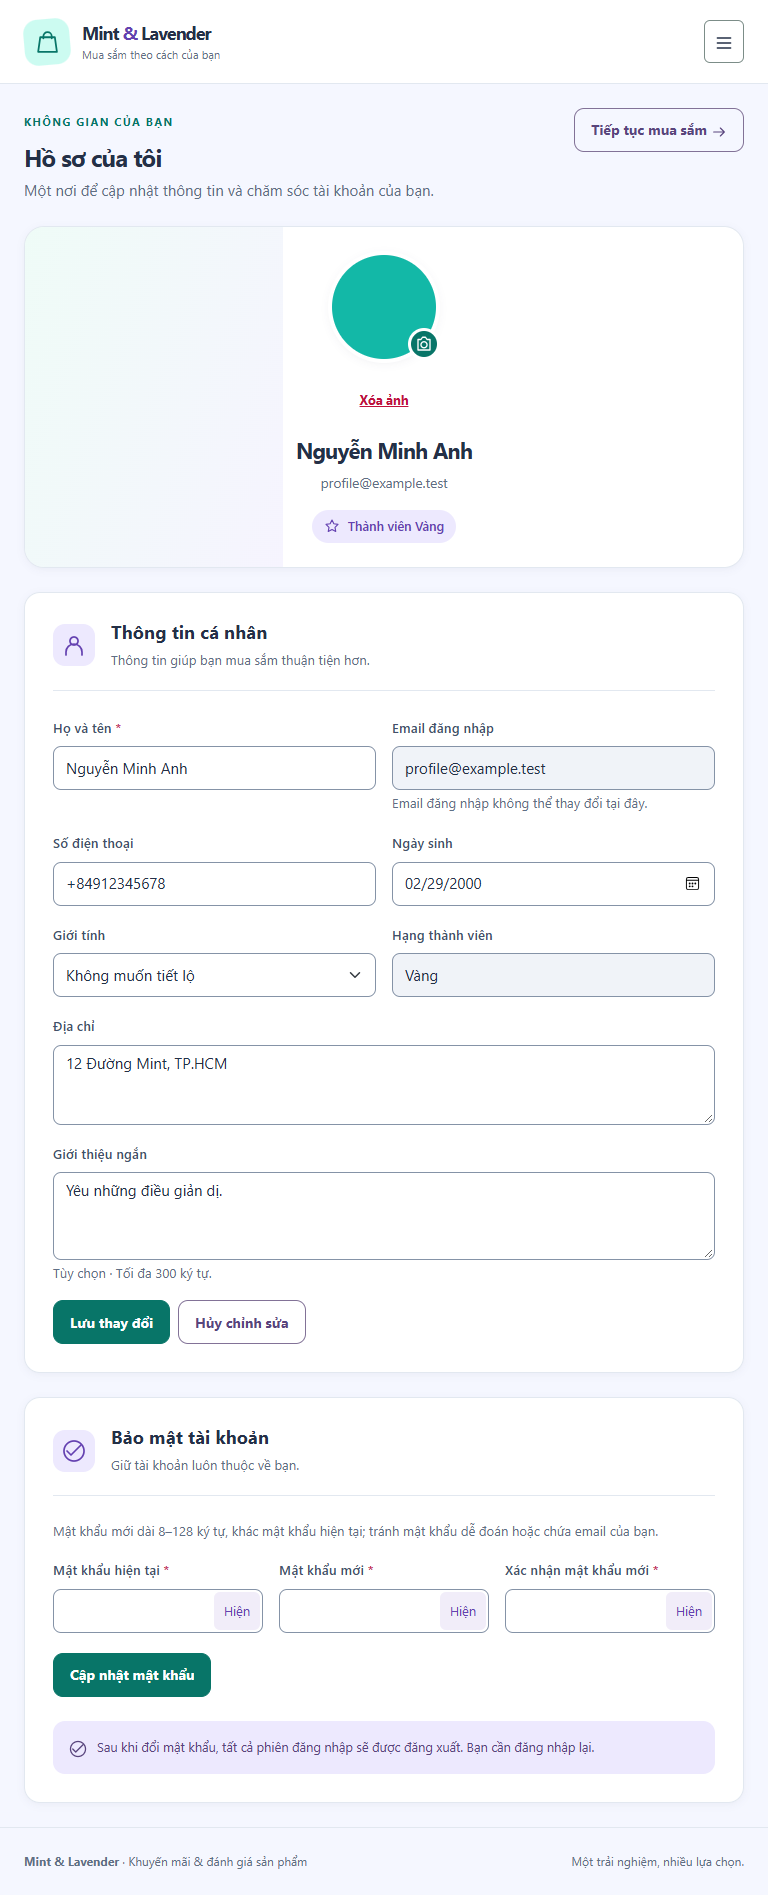 Mint & Lavender
Mua sắm theo cách của bạn
KHÔNG GIAN CỦA BẠN
Tiếp tục mua sắm →
Hồ sơ của tôi
Một nơi để cập nhật thông tin và chăm sóc tài khoản của bạn.
Xóa ảnh
Nguyễn Minh Anh
profile@example.test
Thành viên Vàng
Thông tin cá nhân
Thông tin giúp bạn mua sắm thuận tiện hơn.
Họ và tên *
Email đăng nhập
Nguyễn Minh Anh
profile@example.test
Email đăng nhập không thể thay đổi tại đây.
Số điện thoại
Ngày sinh
+84912345678
02/29/2000
Giới tính
Hạng thành viên
Không muốn tiết lộ
Vàng
Địa chỉ
12 Đường Mint, TP.HCM
Giới thiệu ngắn
Yêu những điều giản dị.
Tùy chọn · Tối đa 300 ký tự.
Lưu thay đổi
Hủy chỉnh sửa
Bảo mật tài khoản
Giữ tài khoản luôn thuộc về bạn.
Mật khẩu mới dài 8–128 ký tự, khác mật khẩu hiện tại; tránh mật khẩu dễ đoán hoặc chứa email của bạn.
Mật khẩu hiện tại *
Mật khẩu mới *
Xác nhận mật khẩu mới *
Hiện
Hiện
Hiện
Cập nhật mật khẩu
Sau khi đổi mật khẩu, tất cả phiên đăng nhập sẽ được đăng xuất. Bạn cần đăng nhập lại.
Mint & Lavender · Khuyến mãi & đánh giá sản phẩm
Một trải nghiệm, nhiều lựa chọn.